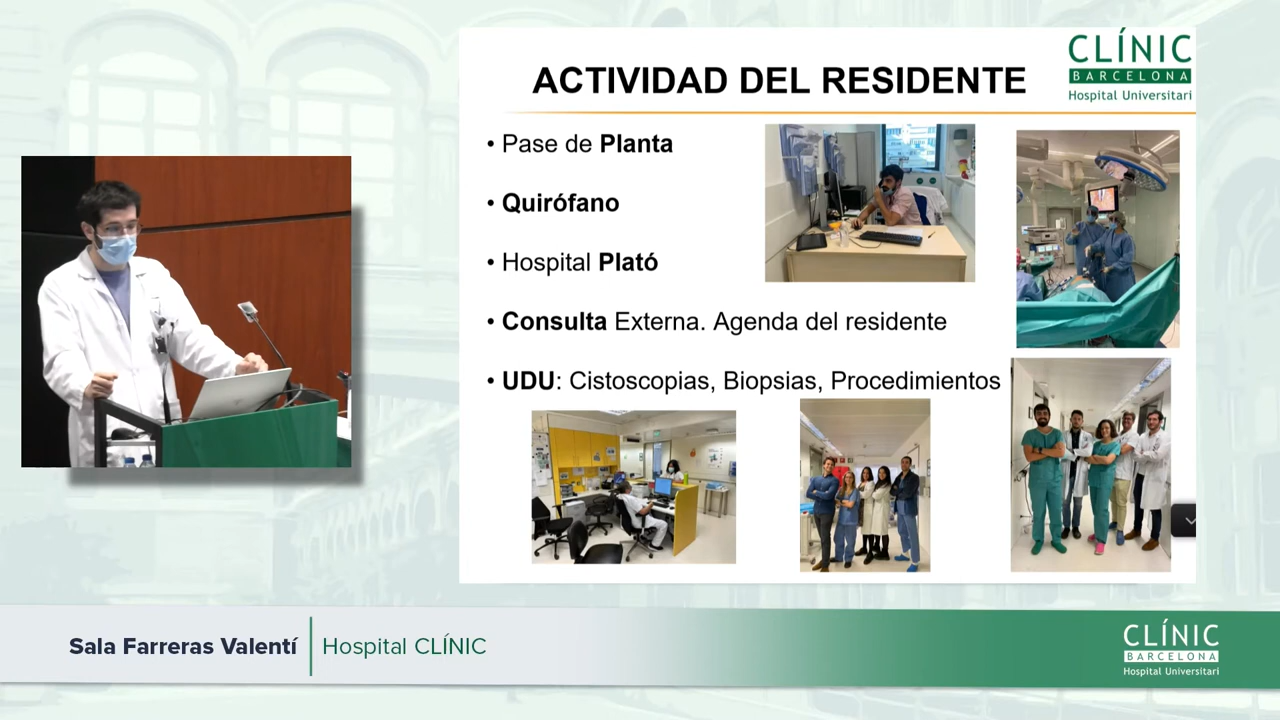 ACTIVIDAD DEL RESIDENTE
CLÍNIC
BARCELONA
Hospital Universitari
• Pase de Planta
• Quirófano
• Hospital Plató
• Consulta Externa. Agenda del residente
• UDU: Cistoscopias, Biopsias, Procedimientos
Sala Farreras Valentí
Hospital CLÍNIC
CLÍNIC
BARCELONA
Hospital Universitari